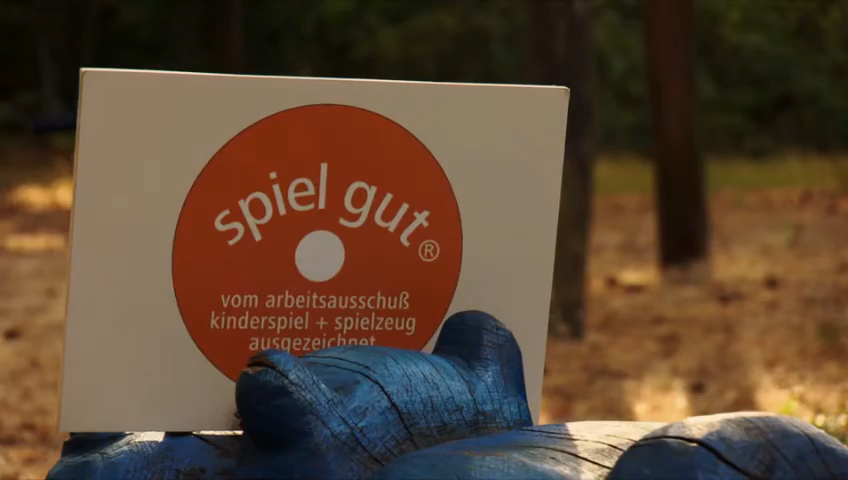 spiel gut®
vom arbeitsausschuß
kinderspiel + spielzeug
ausgezeichnet